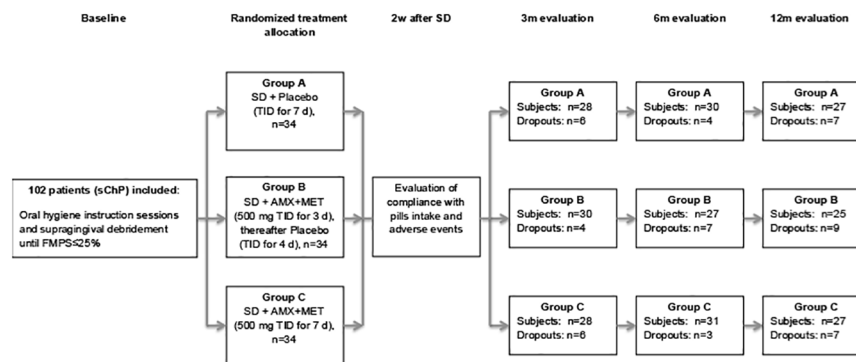 Baseline
Randomized treatment
allocation
2w after SD
3m evaluation
6m evaluation
12m evaluation
102 patients (sChP) included:
Oral hygiene instruction sessions
and supragingival debridement
until FMPS≤25%
Group A
SD + Placebo
(TID for 7 d),
n=34
Group B
SD + AMX+MET
(500 mg TID for 3 d),
thereafter Placebo
(TID for 4 d), n=34
Group C
SD + AMX+MET
(500 mg TID for 7 d),
n=34
Evaluation of
compliance with
pills intake and
adverse events
Group A
Subjects: n=28
Dropouts: n=6
Group A
Subjects: n=30
Dropouts: n=4
Group A
Subjects: n=27
Dropouts: n=7
Group B
Subjects: n=30
Dropouts: n=4
Group B
Subjects: n=27
Dropouts: n=7
Group B
Subjects: n=25
Dropouts: n=9
Group C
Subjects: n=28
Dropouts: n=6
Group C
Subjects: n=31
Dropouts: n=3
Group C
Subjects: n=27
Dropouts: n=7